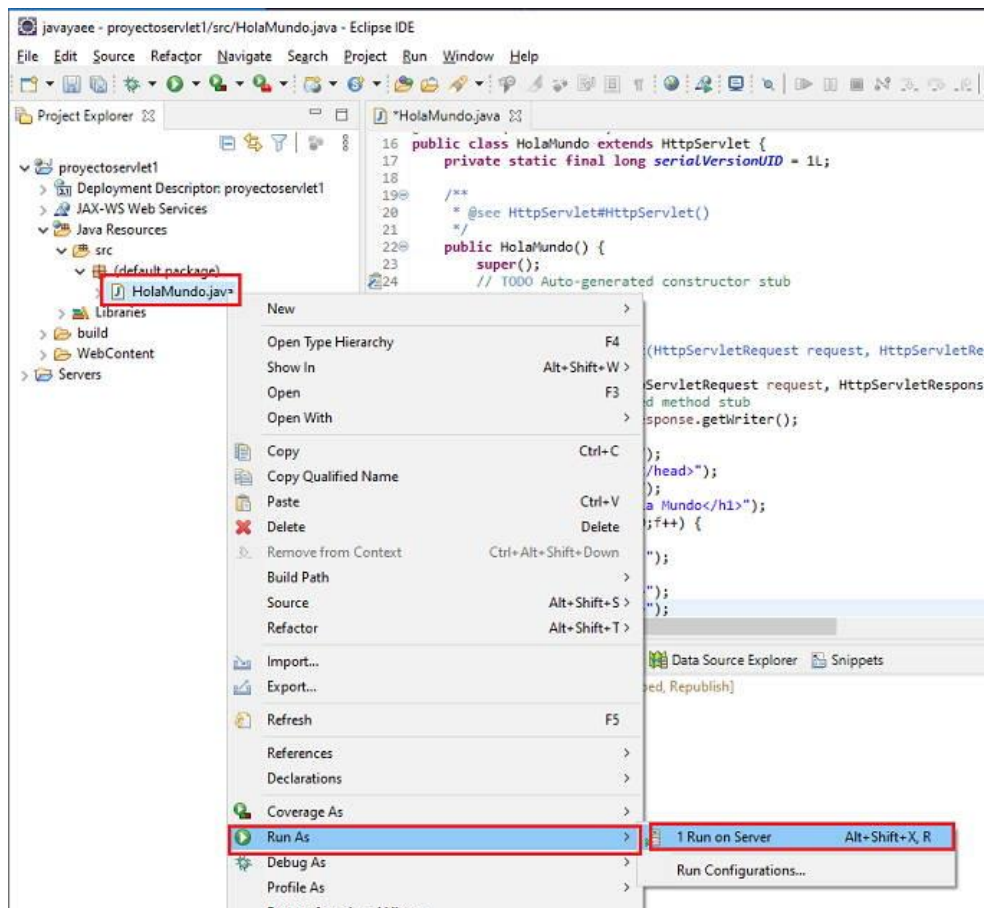 javayaee - proyectoservlet1/src/HolaMundo.java - Eclipse IDE
File Edit Source Refactor Navigate Search Project Run Window Help
Project Explorer
proyectoservlet1
Deployment Descriptor: proyectoservlet1
JAX-WS Web Services
Java Resources
src
(default package)
HolaMundo.java
Libraries
build
WebContent
Servers
*HolaMundo.java
16 public class HolaMundo extends HttpServlet {
17 private static final long serialVersionUID = 1L;
18
19 /**
20 * @see HttpServlet#HttpServlet()
21 */
22 public HolaMundo() {
23 super();
24 // TODO Auto-generated constructor stub
(HttpServletRequest request, HttpServletRe
ServletRequest request, HttpServletRespons
d method stub
sponse.getWriter();
);
/head>");
);
a Mundo</h1>");
;f++) {
");
");
");
Data Source Explorer Snippets
ped, Republish]
New
Open Type Hierarchy F4
Show In Alt+Shift+W
Open F3
Open With
Copy Ctrl+C
Copy Qualified Name
Paste Ctrl+V
Delete Delete
Remove from Context Ctrl+Alt+Shift+Down
Build Path
Source Alt+Shift+S
Refactor Alt+Shift+T
Import...
Export...
Refresh F5
References
Declarations
Coverage As
Run As
Debug As
Profile As
1 Run on Server Alt+Shift+X, R
Run Configurations...